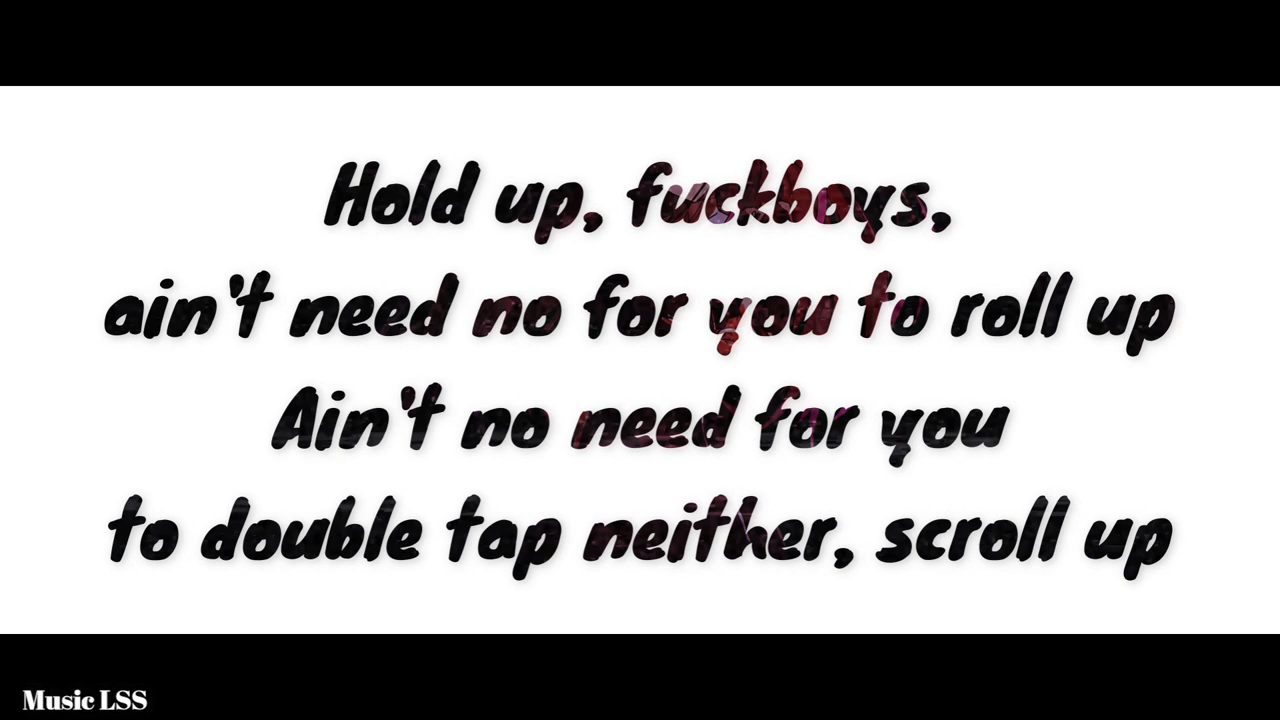 Hold up, fuckboys,
ain't need no for you to roll up
Ain't no need for you
to double tap neither, scroll up
Music LSS